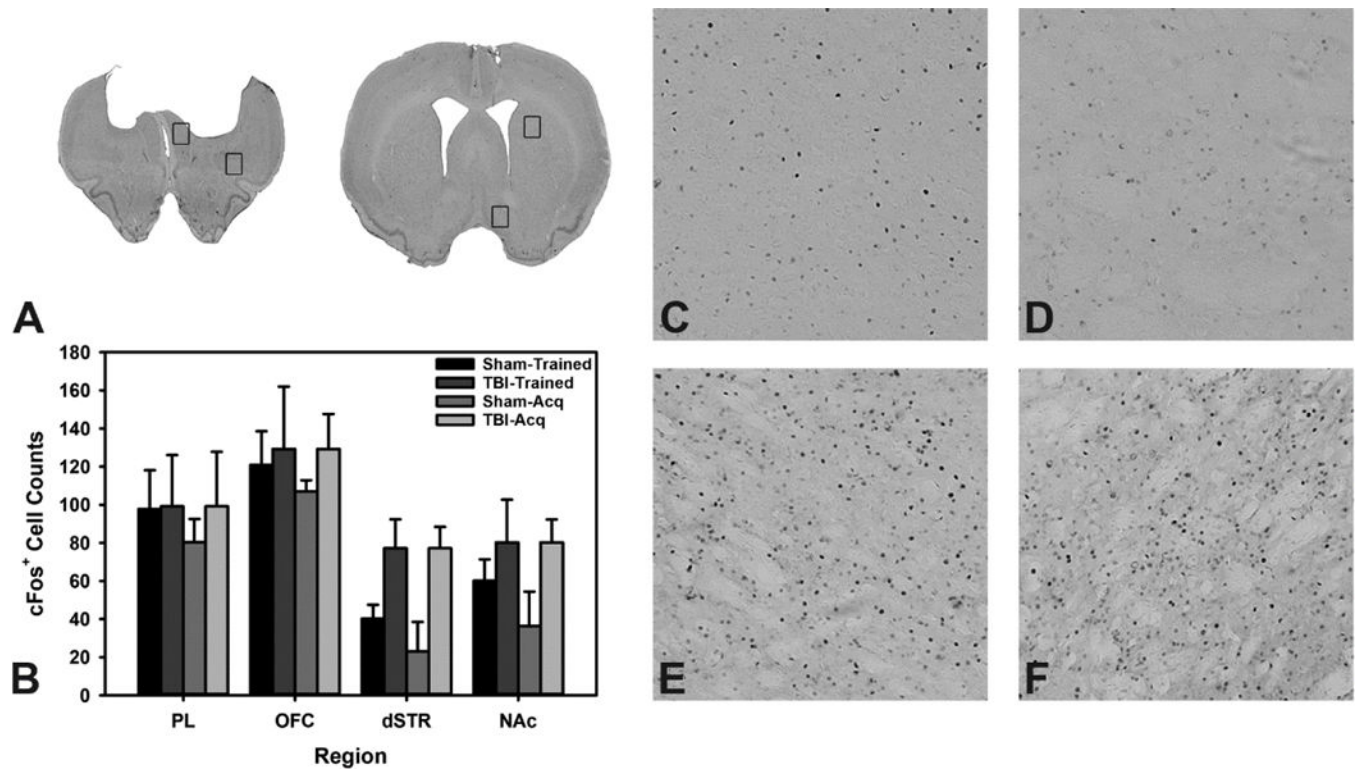 A
B
cFos+ Cell Counts
180
160
140
120
100
80
60
40
20
0
Sham-Trained
TBI-Trained
Sham-Acq
TBI-Acq
PL OFC dSTR NAc
Region
C
D
E
F